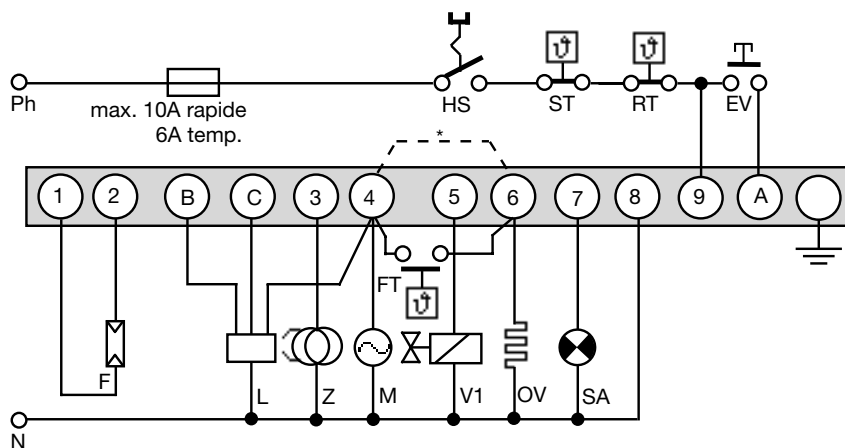 Ph
max. 10A rapide
6A temp.
HS
ST
RT
EV
*
1 2 B C 3 4 5 6 7 8 9 A
FT
F
L Z M V1 OV SA
N
ϑ
ϑ
ϑ